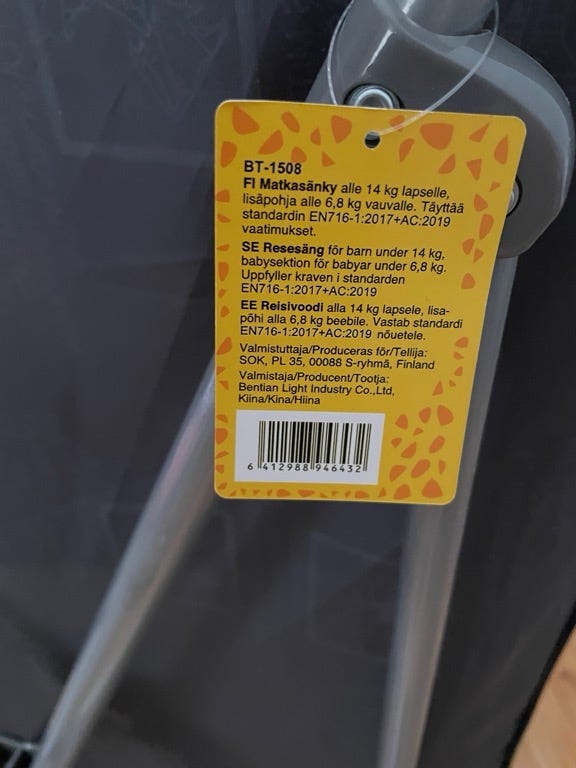 BT-1508
FI Matkasänky alle 14 kg lapselle,
lisäpohja alle 6,8 kg vauvalle. Täyttää
standardin EN716-1:2017+AC:2019
vaatimukset.
SE Resesäng för barn under 14 kg,
babysektion för babyar under 6,8 kg.
Uppfyller kraven i standarden
EN716-1:2017+AC:2019
EE Reisivoodi alla 14 kg lapsele, lisa-
põhi alla 6,8 kg beebile. Vastab standardi
EN716-1:2017+AC:2019 nõuetele.
Valmistuttaja/Produceras för/Tellija:
SOK, PL 35, 00088 S-ryhmä, Finland
Valmistaja/Producent/Tootja:
Bentian Light Industry Co.,Ltd,
Kiina/Kina/Hiina
6 412988 946432